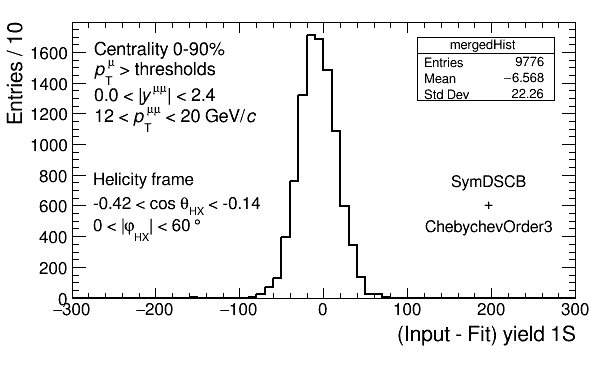 Entries / 10
1600
1400
1200
1000
800
600
400
200
0
Centrality 0-90%
p_T^μ > thresholds
0.0 < |y^μμ| < 2.4
12 < p_T^μμ < 20 GeV/c
mergedHist
Entries 9776
Mean −6.568
Std Dev 22.26
Helicity frame
-0.42 < cos θ_HX < -0.14
0 < |φ_HX| < 60 °
SymDSCB
+
ChebychevOrder3
−300 −200 −100 0 100 200 300
(Input - Fit) yield 1S